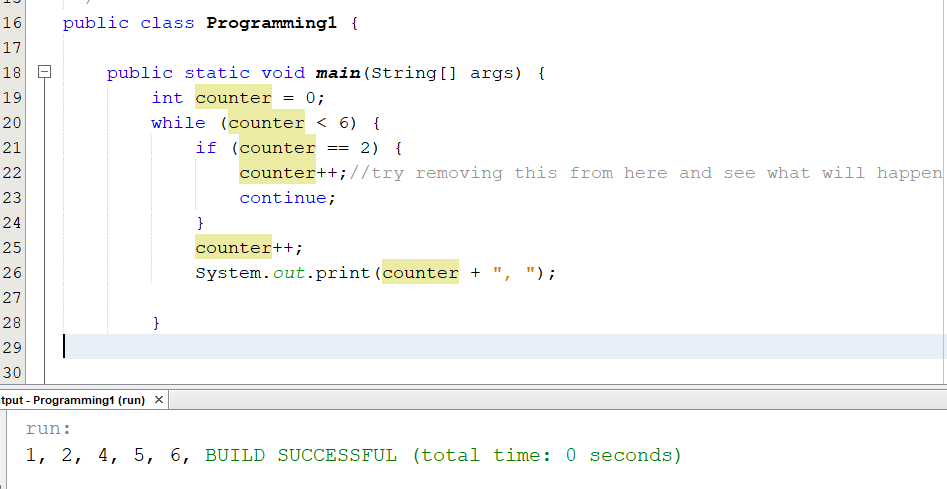 16 public class Programming1 {
17
18 public static void main(String[] args) {
19 int counter = 0;
20 while (counter < 6) {
21 if (counter == 2) {
22 counter++;//try removing this from here and see what will happen
23 continue;
24 }
25 counter++;
26 System.out.print(counter + ", ");
27
28 }
29
30
tput - Programming1 (run) ×
run:
1, 2, 4, 5, 6, BUILD SUCCESSFUL (total time: 0 seconds)